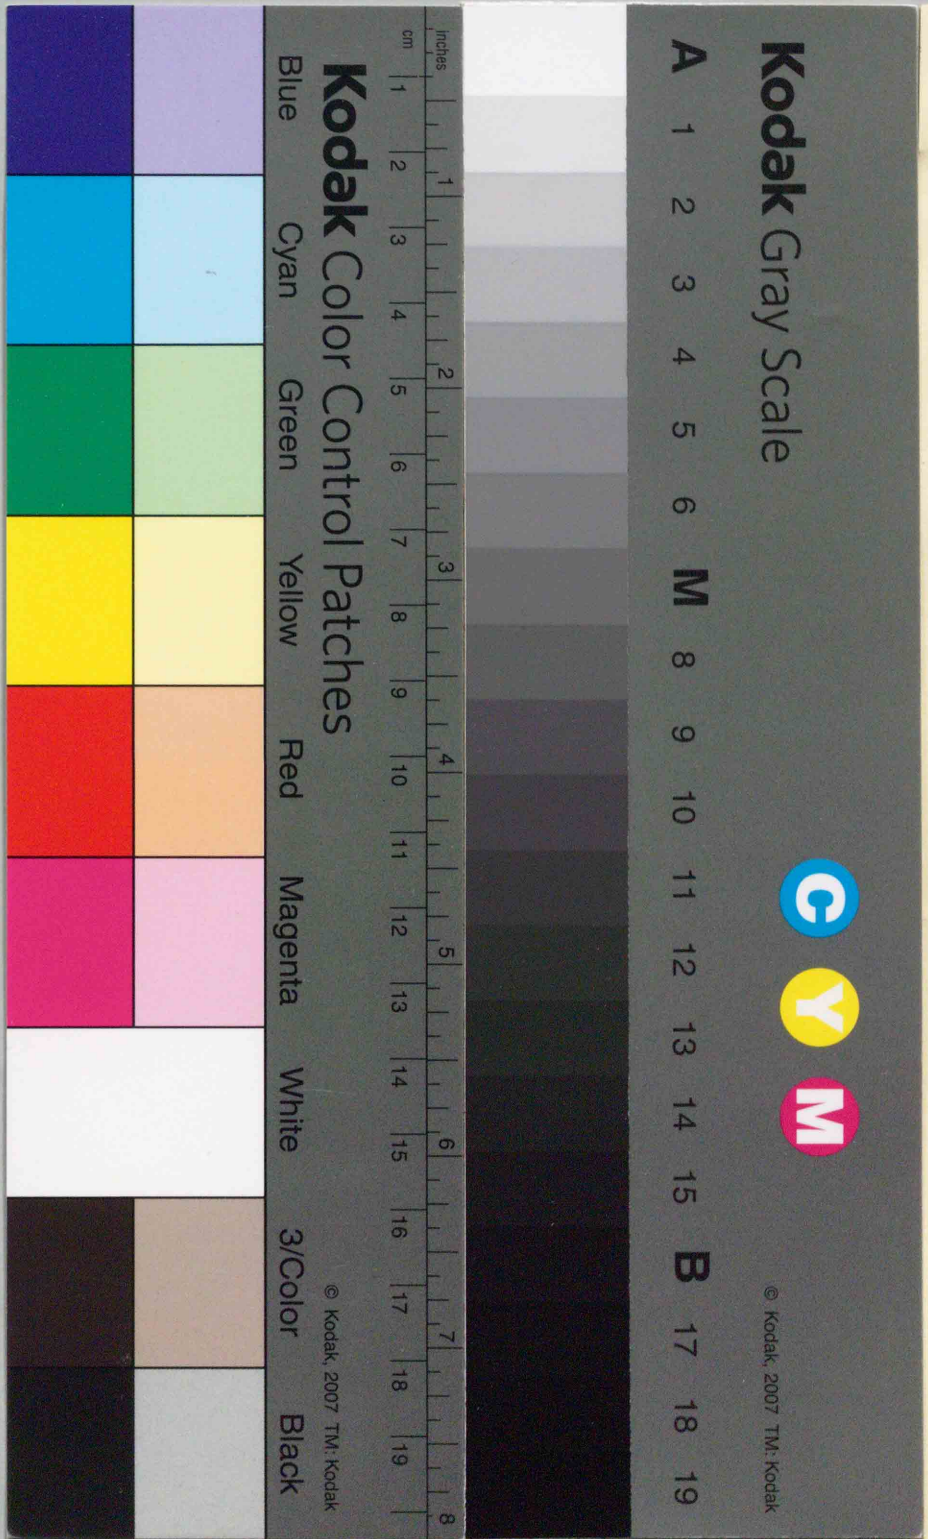 Kodak Gray Scale
C Y M
© Kodak, 2007 TM: Kodak
A 1 2 3 4 5 6 M 8 9 10 11 12 13 14 15 B 17 18 19
inches 1 2 3 4 5 6 7 8
cm 1 2 3 4 5 6 7 8 9 10 11 12 13 14 15 16 17 18 19
Kodak Color Control Patches
© Kodak, 2007 TM: Kodak
Blue Cyan Green Yellow Red Magenta White 3/Color Black